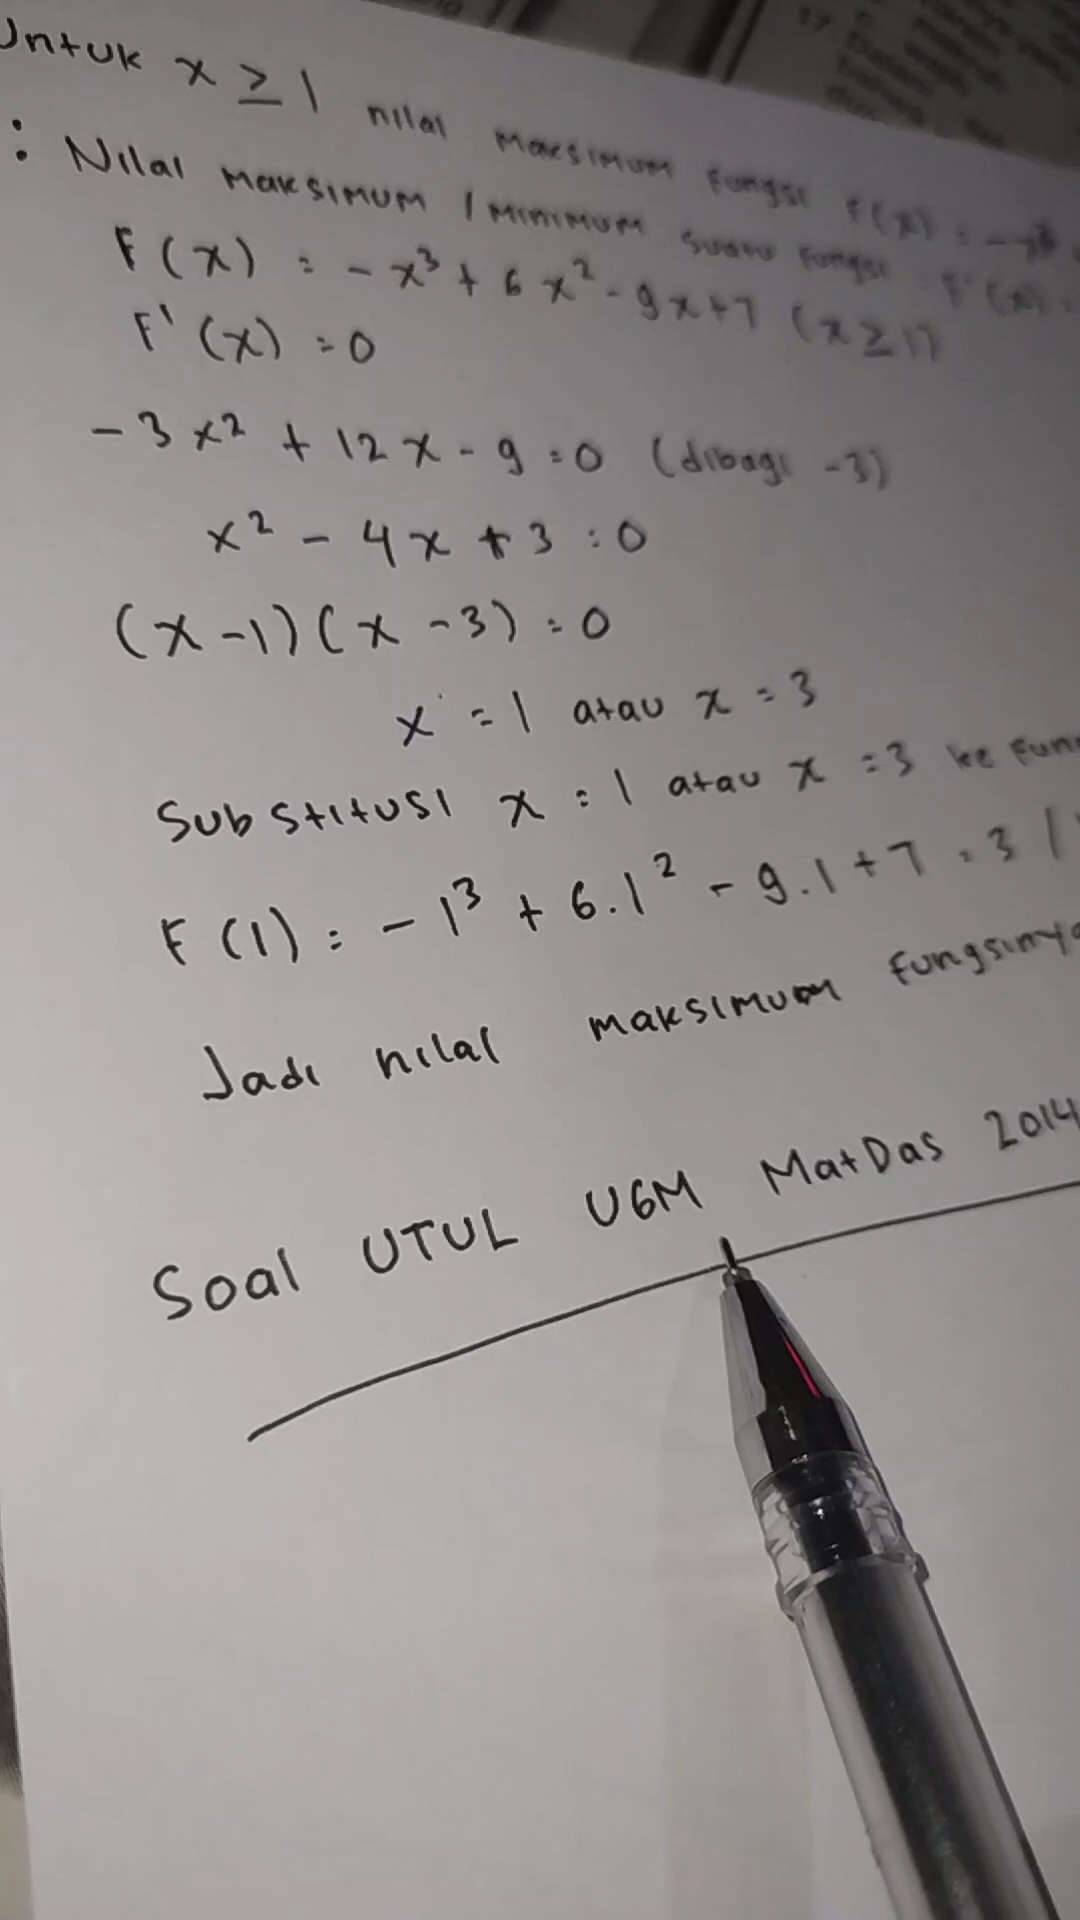 Untuk x ≥ 1 nilai maksimum fungsi F(x) = -x³
: Nilai maksimum / minimum suatu fungsi F'(x) =
F(x) = -x³ + 6x² - 9x + 7 (x ≥ 1)
F'(x) = 0
-3x² + 12x - 9 = 0 (dibagi -3)
x² - 4x + 3 = 0
(x - 1)(x - 3) = 0
x = 1 atau x = 3
Substitusi x = 1 atau x = 3 ke
F(1) = -1³ + 6.1² - 9.1 + 7 = 3 /
Jadi nilai maksimum fungsinya
Soal UTUL UGM MatDas 2014